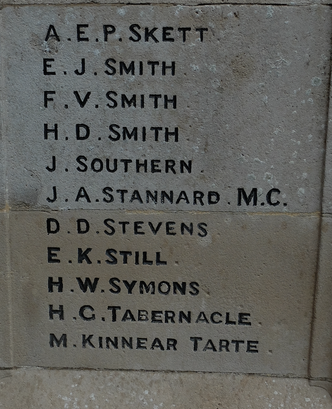 A.E.P. SKETT
E.J. SMITH.
F.V. SMITH
H.D. SMITH
J. SOUTHERN.
J.A. STANNARD. M.C.
D.D. STEVENS
E.K. STILL.
H.W. SYMONS.
H.G. TABERNACLE.
M. KINNEAR TARTE.